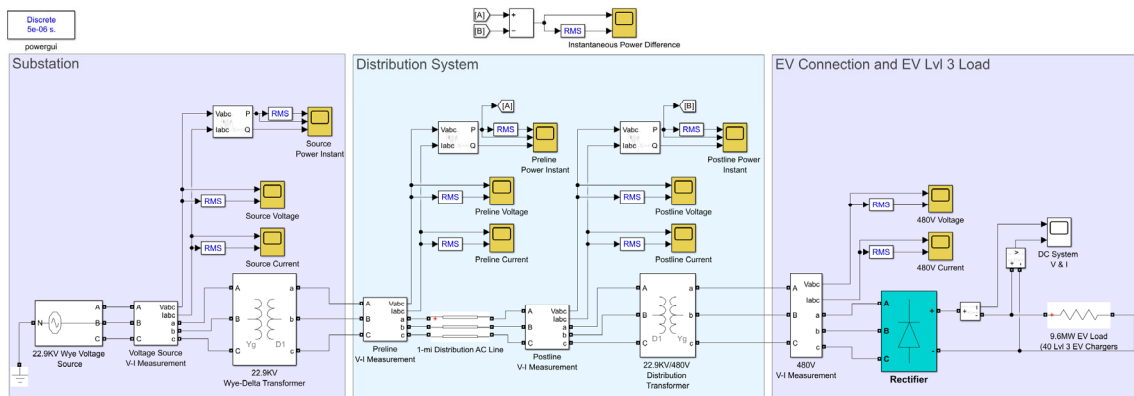 Discrete
5e-06 s.
powergui
[A]
[B]
+
−
RMS
Instantaneous Power Difference
Substation
Vabc
Iabc
P
Q
RMS
Source
Power Instant
RMS
Source Voltage
RMS
Source Current
N
A
B
C
22.9KV Wye Voltage
Source
A
B
C
Vabc
Iabc
a
b
c
Voltage Source
V-I Measurement
A
B
C
a
b
c
Yg
D1
22.9KV
Wye-Delta Transformer
Distribution System
[A]
Vabc
Iabc
P
Q
RMS
Preline
Power Instant
RMS
Preline Voltage
RMS
Preline Current
A
B
C
Vabc
Iabc
a
b
c
Preline
V-I Measurement
1-mi Distribution AC Line
[B]
Vabc
Iabc
P
Q
RMS
Postline Power
Instant
RMS
Postline Voltage
RMS
Postline Current
A
B
C
Vabc
Iabc
a
b
c
Postline
V-I Measurement
A
B
C
a
b
c
D1
Yg
22.9KV/480V
Distribution
Transformer
EV Connection and EV Lvl 3 Load
RM3
480V Voltage
RMS
480V Current
A
B
C
Vabc
Iabc
a
b
c
480V
V-I Measurement
A
B
C
+
-
Rectifier
DC System
V & I
9.6MW EV Load
(40 Lvl 3 EV Chargers